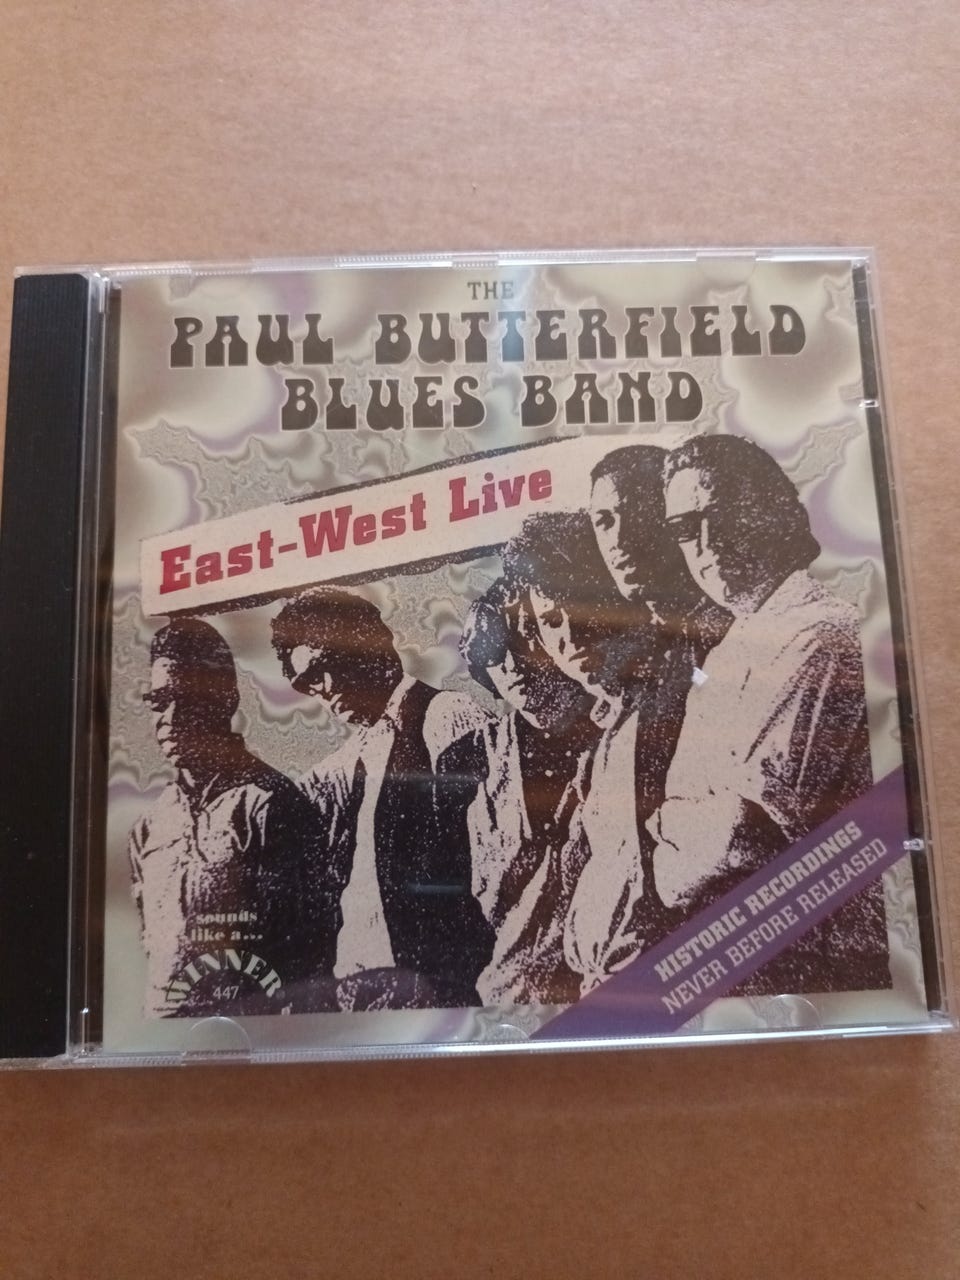 THE
PAUL BUTTERFIELD
BLUES BAND
East-West Live
sounds
like a...
WINNER
447
HISTORIC RECORDINGS
NEVER BEFORE RELEASED